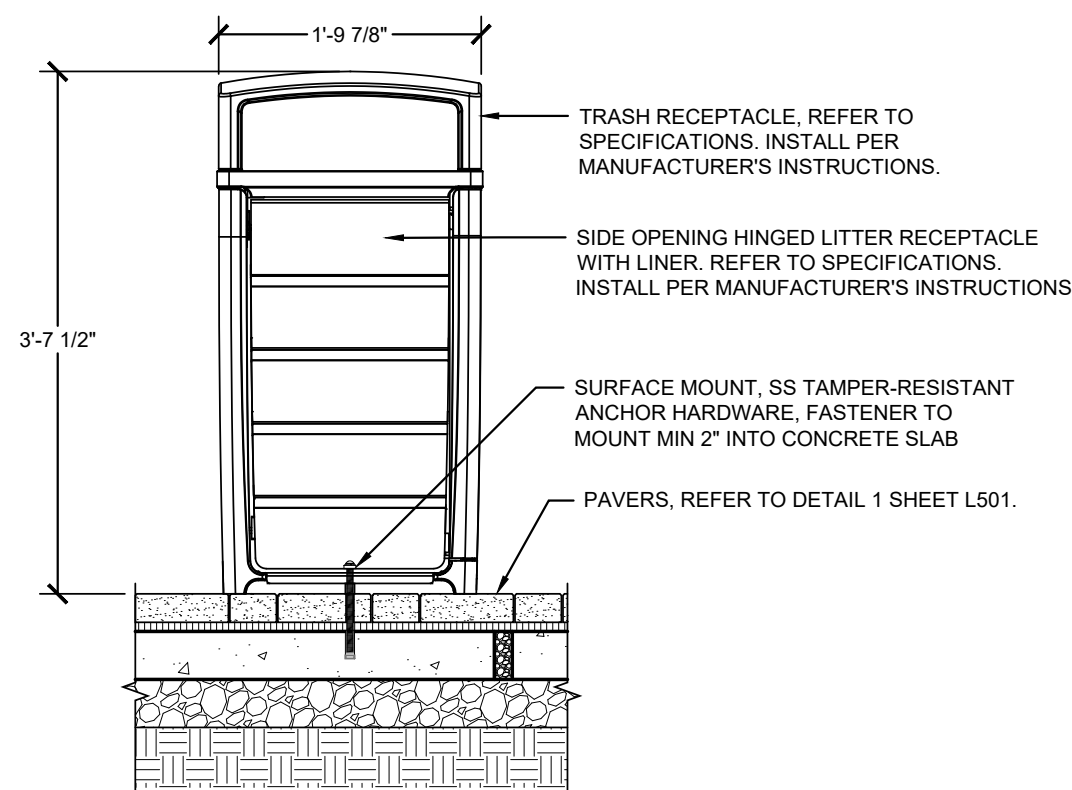 1'-9 7/8"
TRASH RECEPTACLE, REFER TO
SPECIFICATIONS. INSTALL PER
MANUFACTURER'S INSTRUCTIONS.
SIDE OPENING HINGED LITTER RECEPTACLE
WITH LINER. REFER TO SPECIFICATIONS.
INSTALL PER MANUFACTURER'S INSTRUCTIONS
3'-7 1/2"
SURFACE MOUNT, SS TAMPER-RESISTANT
ANCHOR HARDWARE, FASTENER TO
MOUNT MIN 2" INTO CONCRETE SLAB
PAVERS, REFER TO DETAIL 1 SHEET L501.